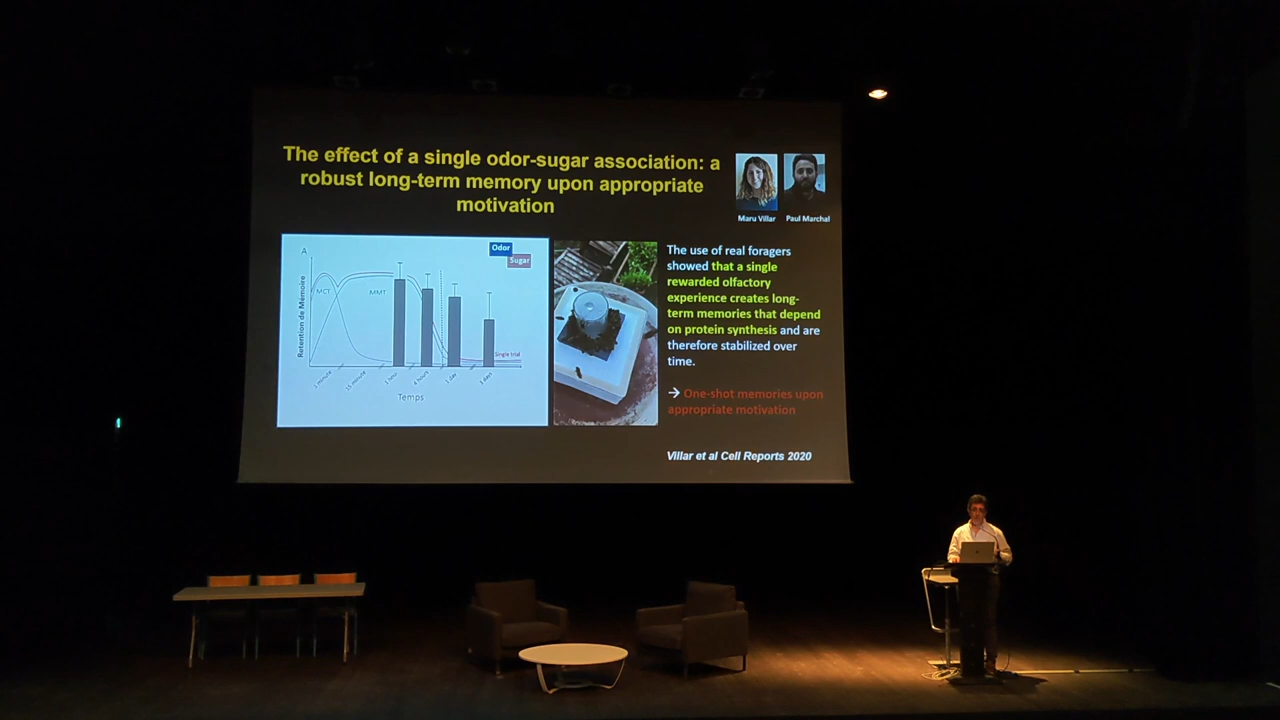 The effect of a single odor-sugar association: a
robust long-term memory upon appropriate
motivation
Maru Villar
Paul Marchal
A
Odor
Sugar
Retention de Mémoire
MCT
MMT
Single trial
1 minute
15 minute
1 hour
4 hours
1 day
3 days
Temps
The use of real foragers
showed that a single
rewarded olfactory
experience creates long-
term memories that depend
on protein synthesis and are
therefore stabilized over
time.
→ One-shot memories upon
appropriate motivation
Villar et al Cell Reports 2020